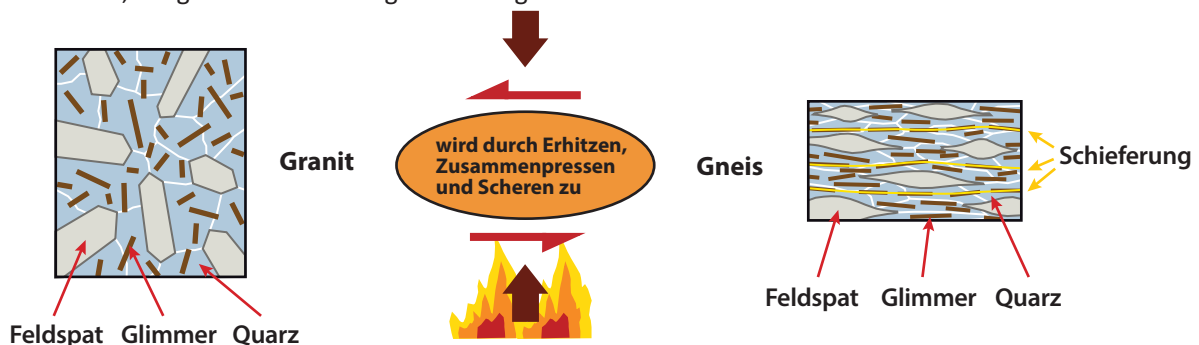 Granit
wird durch Erhitzen,
Zusammenpressen
und Scheren zu
Gneis
Schieferung
Feldspat Glimmer Quarz
Feldspat Glimmer Quarz